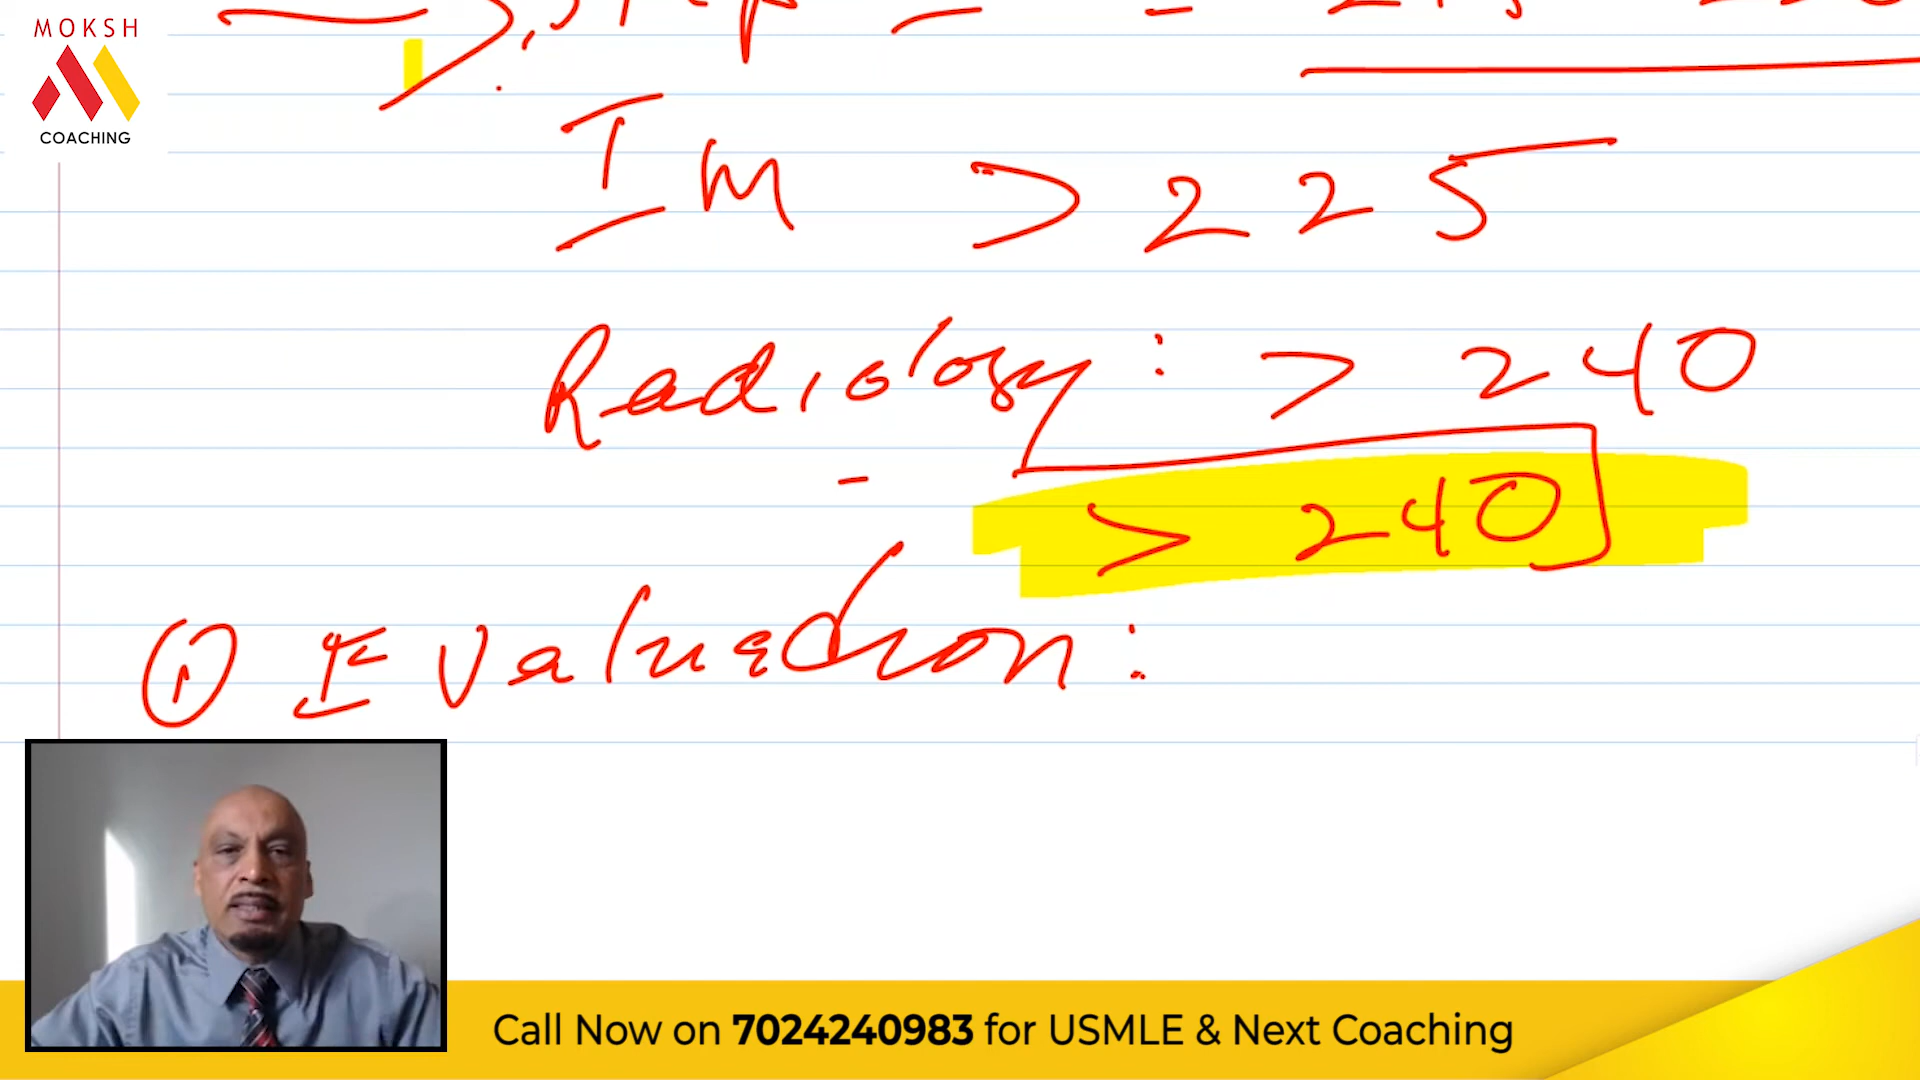 MOKSH
COACHING
IM > 225
Radiology: > 240
> 240
① Evaluation:
Call Now on 7024240983 for USMLE & Next Coaching